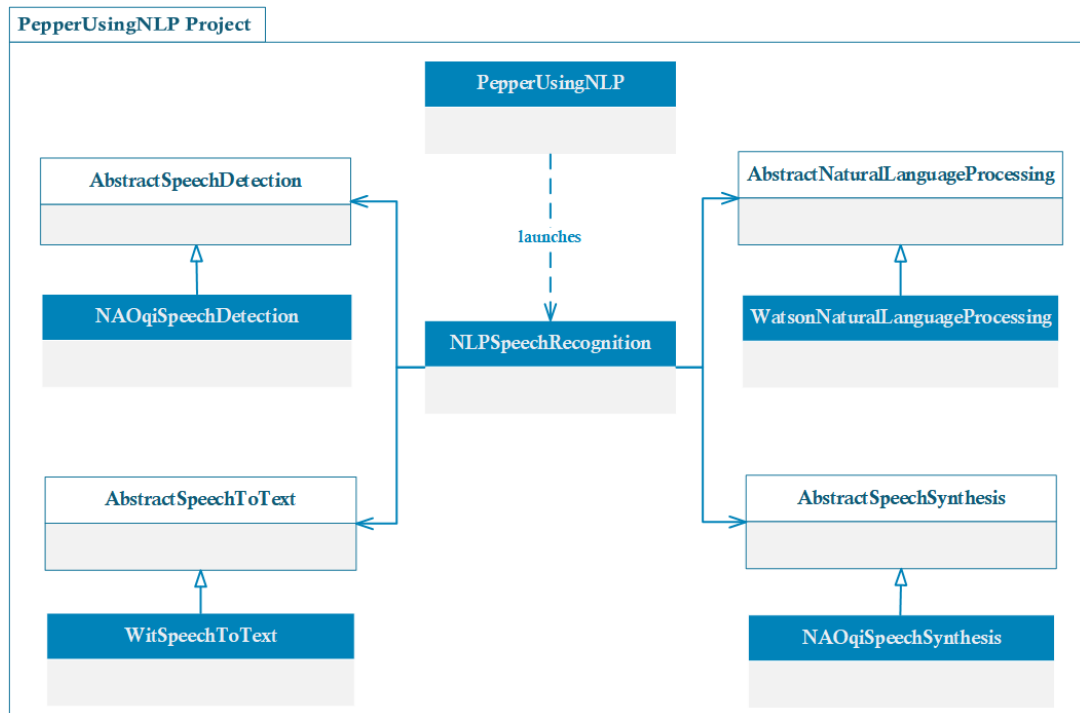 PepperUsingNLP Project
PepperUsingNLP
AbstractSpeechDetection
AbstractNaturalLanguageProcessing
launches
NAOqiSpeechDetection
WatsonNaturalLanguageProcessing
NLPSpeechRecognition
AbstractSpeechToText
AbstractSpeechSynthesis
WitSpeechToText
NAOqiSpeechSynthesis